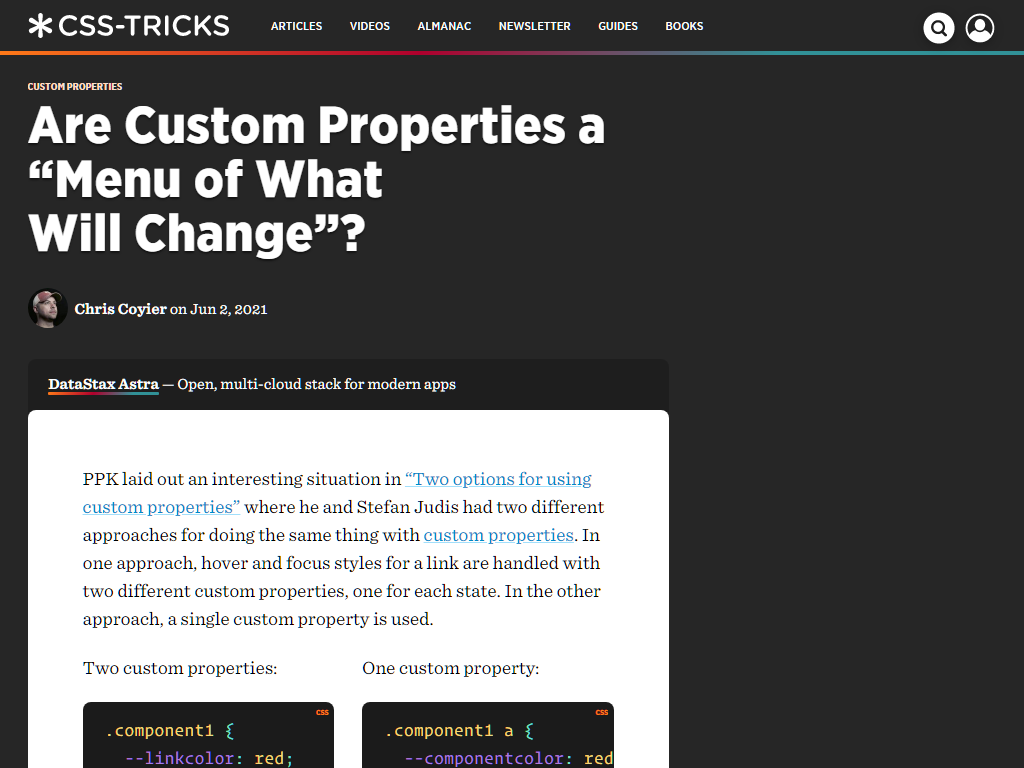 CSS-TRICKS
ARTICLES VIDEOS ALMANAC NEWSLETTER GUIDES BOOKS
CUSTOM PROPERTIES
Are Custom Properties a
“Menu of What
Will Change”?
Chris Coyier on Jun 2, 2021
DataStax Astra — Open, multi-cloud stack for modern apps
PPK laid out an interesting situation in “Two options for using
custom properties” where he and Stefan Judis had two different
approaches for doing the same thing with custom properties. In
one approach, hover and focus styles for a link are handled with
two different custom properties, one for each state. In the other
approach, a single custom property is used.
Two custom properties:
CSS
.component1 {
--linkcolor: red;
One custom property:
CSS
.component1 a {
--componentcolor: red